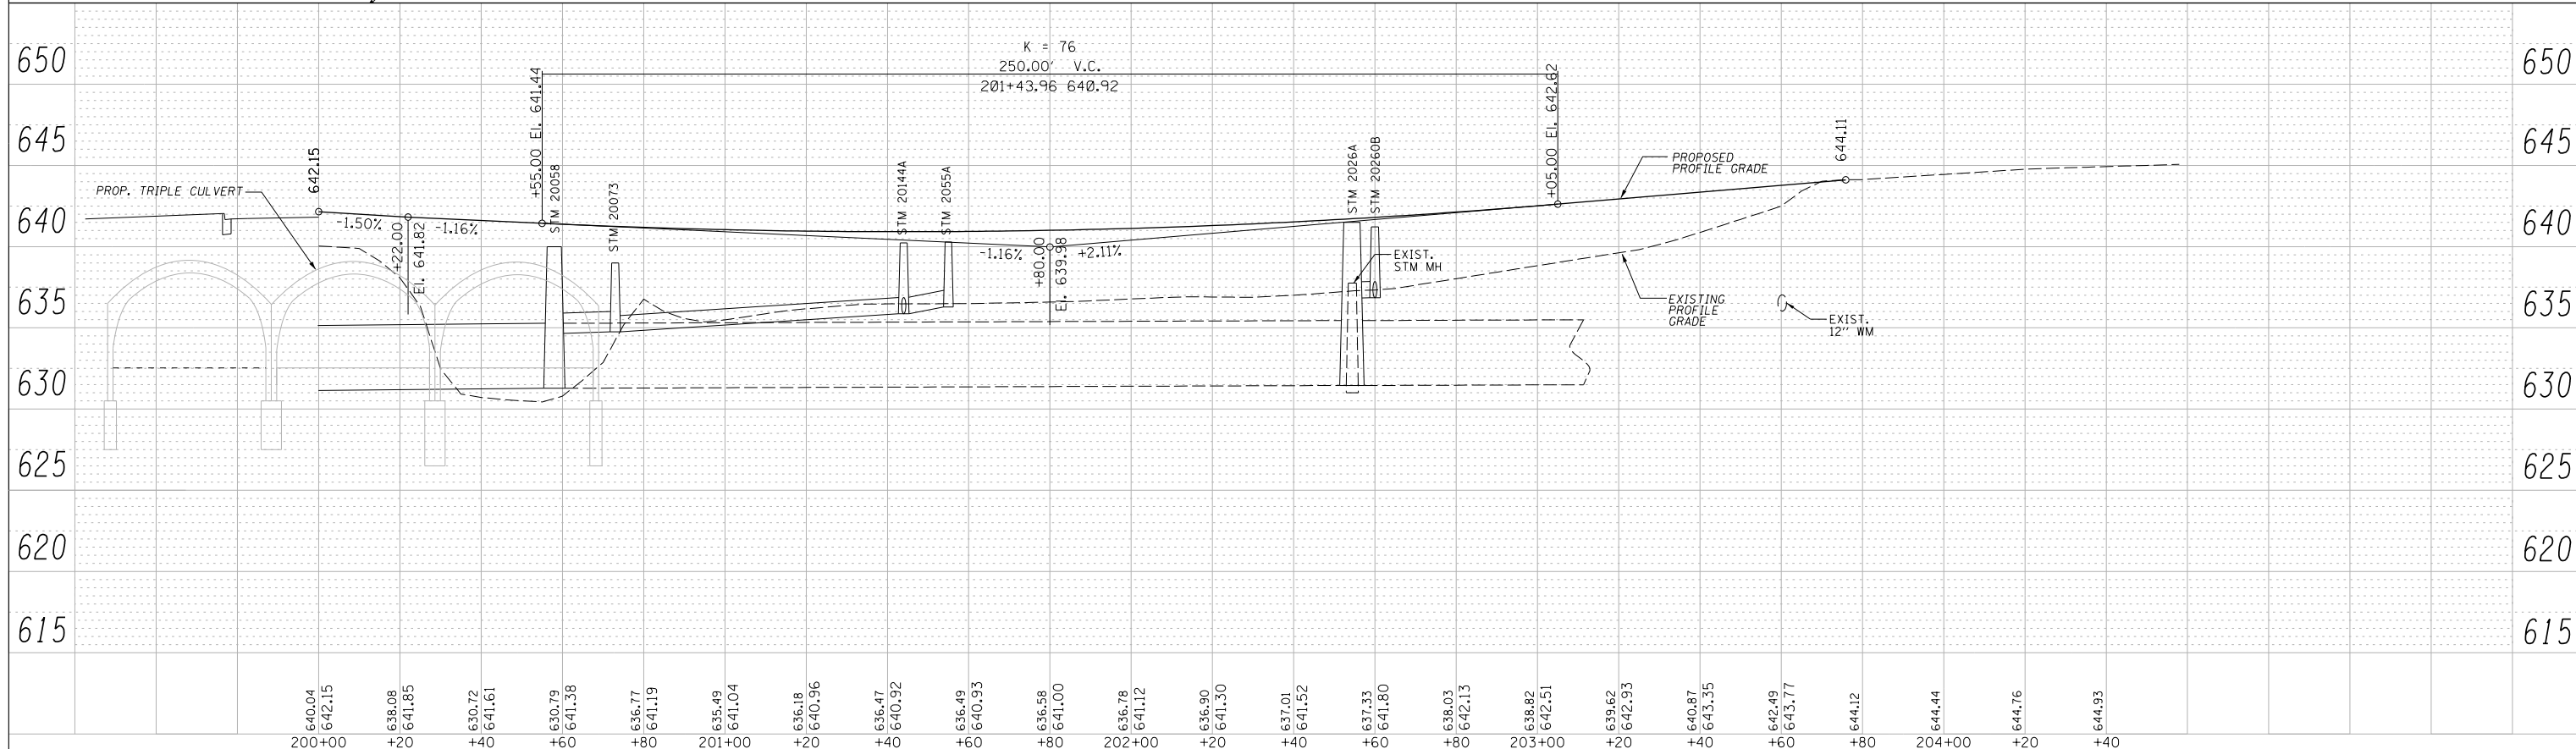 K = 76
250.00' V.C.
201+43.96 640.92
650
650
+55.00 El. 641.44
+05.00 El. 642.62
645
645
642.15
644.11
PROP. TRIPLE CULVERT
STM 20058
STM 20073
STM 20144A
STM 2055A
STM 2026A
STM 20260B
PROPOSED
PROFILE GRADE
640
640
-1.50%
+22.00
El. 641.82
-1.16%
-1.16%
+80.00
El. 639.98
+2.11%
EXIST.
STM MH
635
635
EXISTING
PROFILE
GRADE
EXIST.
12" WM
630
630
625
625
620
620
615
615
640.04
642.15
638.08
641.85
630.72
641.61
630.79
641.38
636.77
641.19
635.49
641.04
636.18
640.96
636.47
640.92
636.49
640.93
636.58
641.00
636.78
641.12
636.90
641.30
637.01
641.52
637.33
641.80
638.03
642.13
638.82
642.51
639.62
642.93
640.87
643.35
642.49
643.77
644.12
644.44
644.76
644.93
200+00 +20 +40 +60 +80 201+00 +20 +40 +60 +80 202+00 +20 +40 +60 +80 203+00 +20 +40 +60 +80 204+00 +20 +40